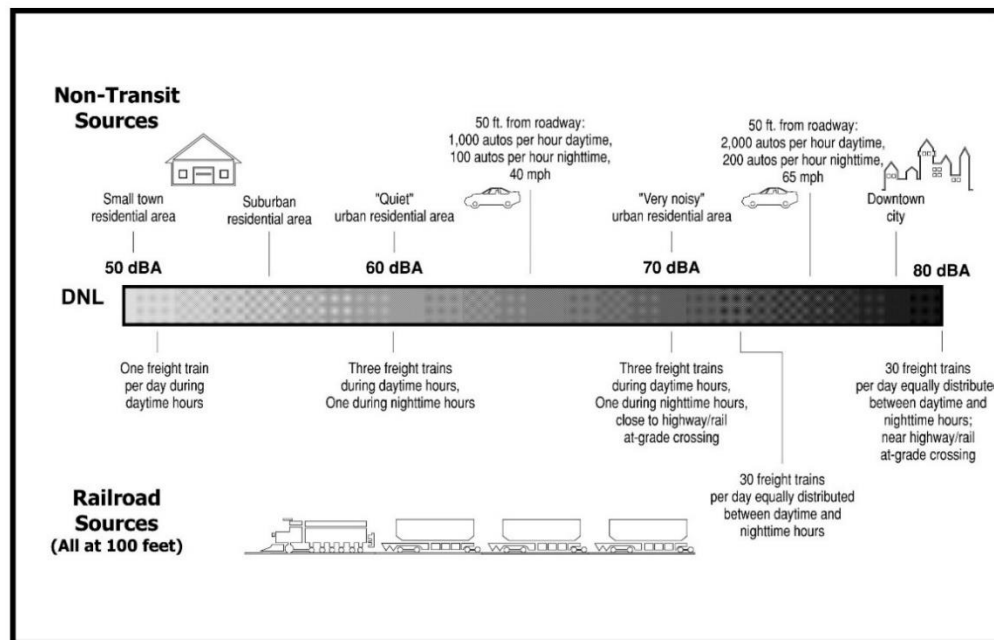 Non-Transit
Sources
Small town
residential area
Suburban
residential area
"Quiet"
urban residential area
50 ft. from roadway:
1,000 autos per hour daytime,
100 autos per hour nighttime,
40 mph
"Very noisy"
urban residential area
50 ft. from roadway:
2,000 autos per hour daytime,
200 autos per hour nighttime,
65 mph
Downtown
city
50 dBA
60 dBA
70 dBA
80 dBA
DNL
One freight train
per day during
daytime hours
Three freight trains
during daytime hours,
One during nighttime hours
Three freight trains
during daytime hours,
One during nighttime hours,
close to highway/rail
at-grade crossing
30 freight trains
per day equally distributed
between daytime and
nighttime hours
30 freight trains
per day equally distributed
between daytime and
nighttime hours;
near highway/rail
at-grade crossing
Railroad
Sources
(All at 100 feet)